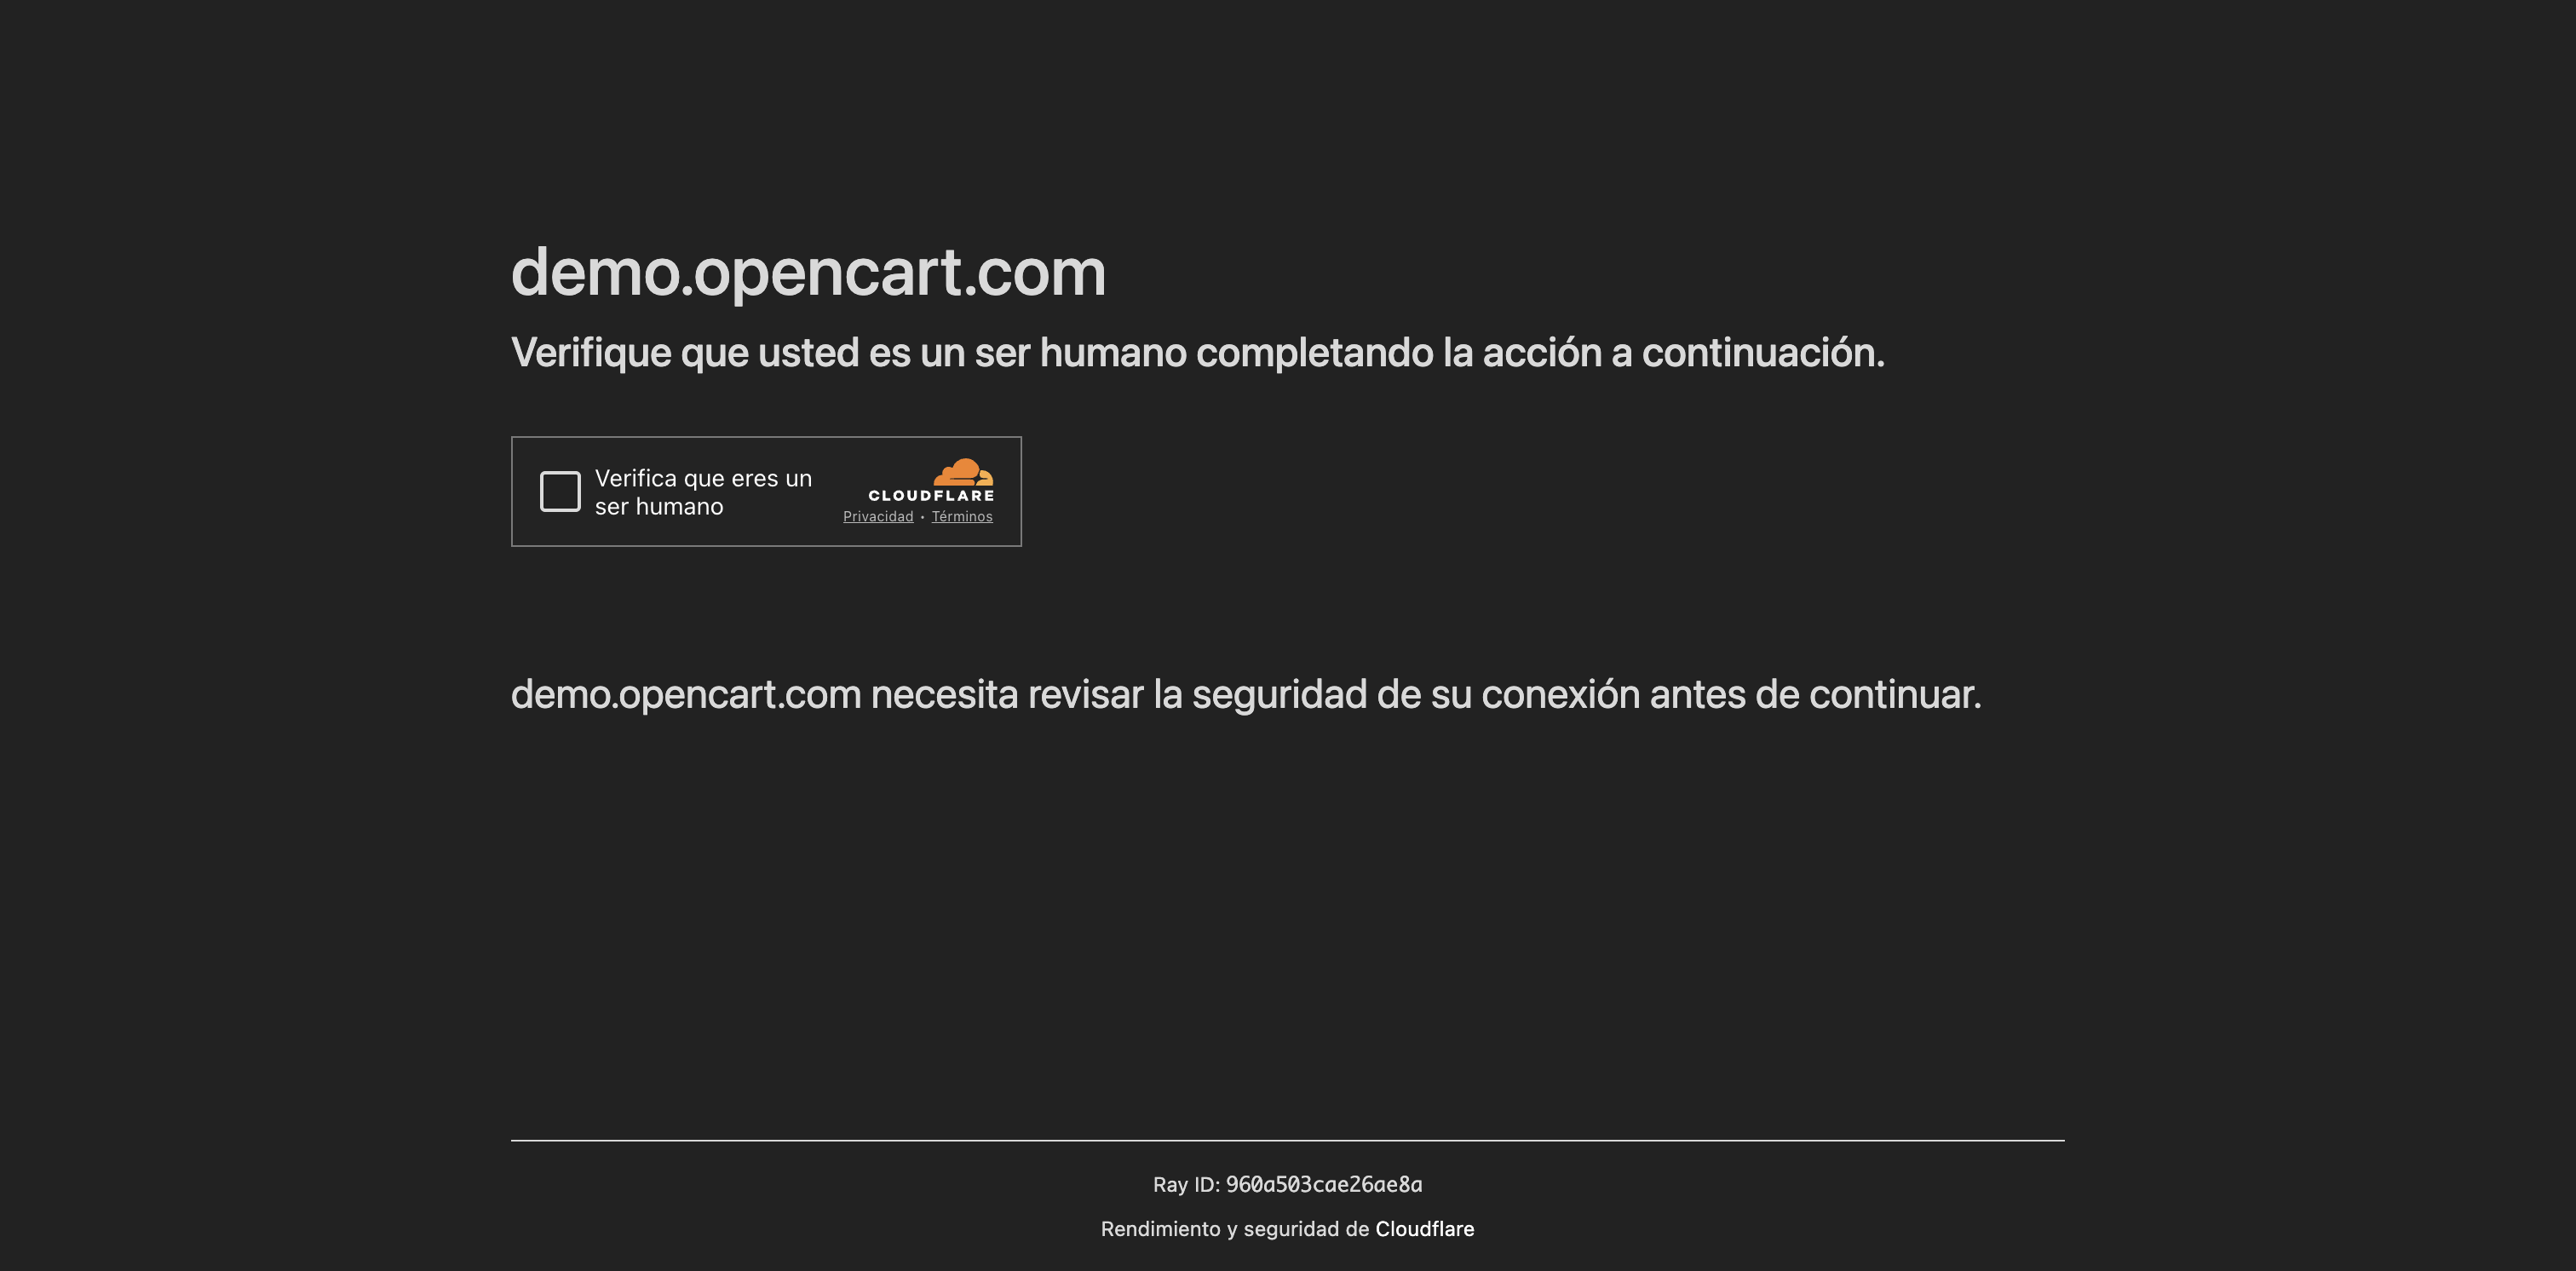 demo.opencart.com
Verifique que usted es un ser humano completando la acción a continuación.
Verifica que eres un
ser humano
CLOUDFLARE
Privacidad • Términos
demo.opencart.com necesita revisar la seguridad de su conexión antes de continuar.
Ray ID: 960a503cae26ae8a
Rendimiento y seguridad de Cloudflare